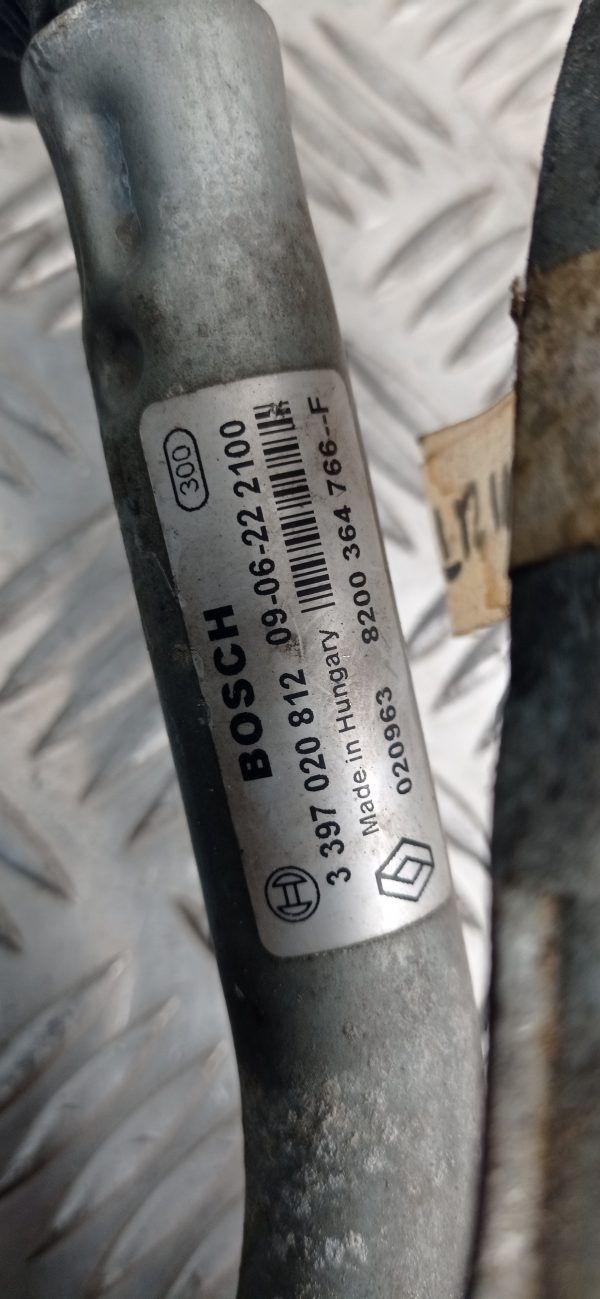 300
BOSCH
3 397 020 812 09-06-22 2100
Made in Hungary
020963 8200 364 766--F